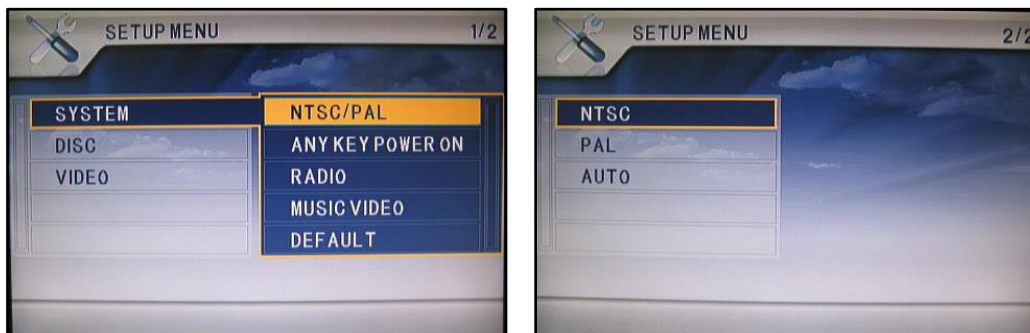 SETUP MENU 1/2
SYSTEM
DISC
VIDEO
NTSC/PAL
ANY KEY POWER ON
RADIO
MUSIC VIDEO
DEFAULT
SETUP MENU 2/2
NTSC
PAL
AUTO